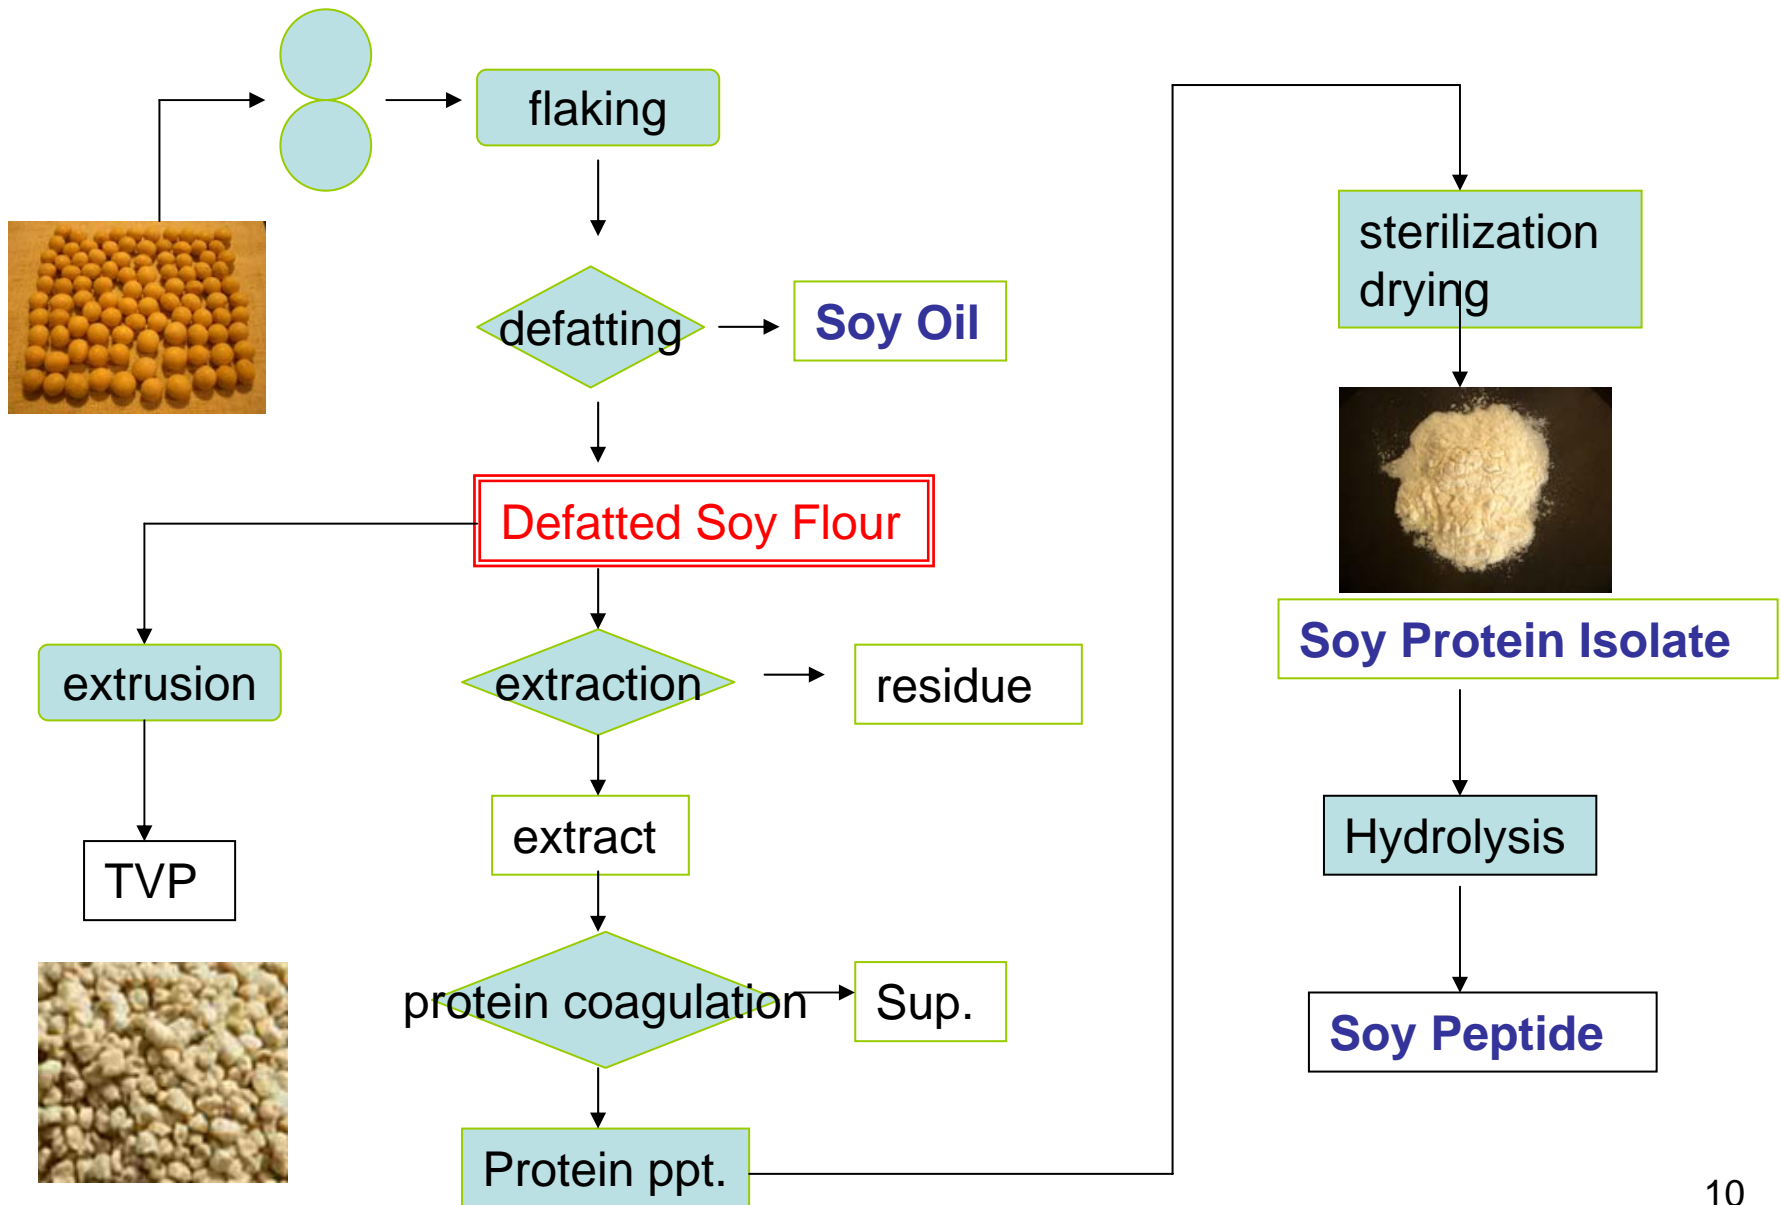 flaking
defatting
Soy Oil
Defatted Soy Flour
extrusion
TVP
extraction
residue
extract
protein coagulation
Sup.
Protein ppt.
sterilization
drying
Soy Protein Isolate
Hydrolysis
Soy Peptide
10